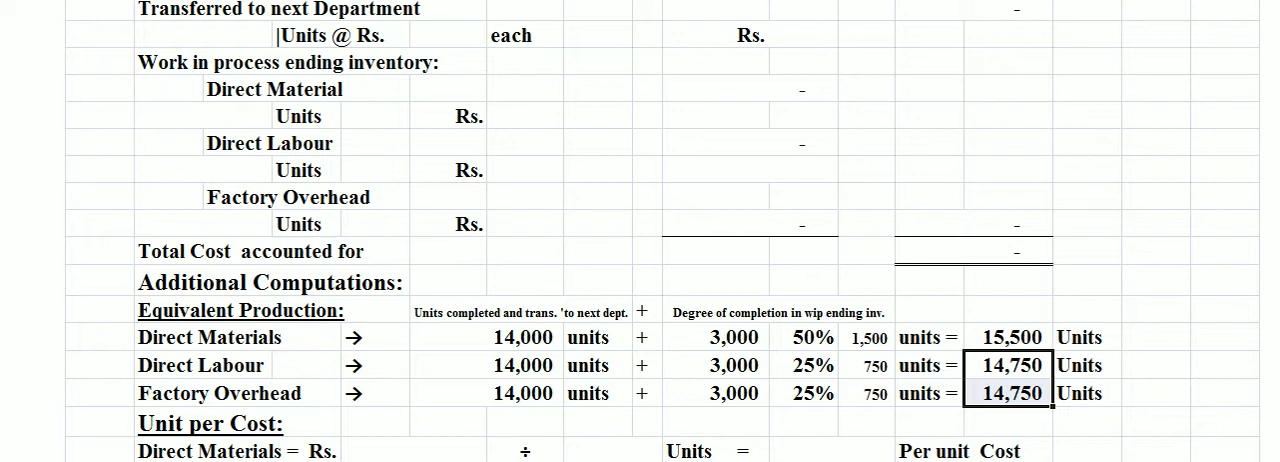 Transferred to next Department -
|Units @ Rs. each Rs.
Work in process ending inventory:
Direct Material -
Units Rs.
Direct Labour -
Units Rs.
Factory Overhead
Units Rs. - -
Total Cost accounted for -
Additional Computations:
Equivalent Production: Units completed and trans. 'to next dept. + Degree of completion in wip ending inv.
Direct Materials → 14,000 units + 3,000 50% 1,500 units = 15,500 Units
Direct Labour → 14,000 units + 3,000 25% 750 units = 14,750 Units
Factory Overhead → 14,000 units + 3,000 25% 750 units = 14,750 Units
Unit per Cost:
Direct Materials = Rs. ÷ Units = Per unit Cost